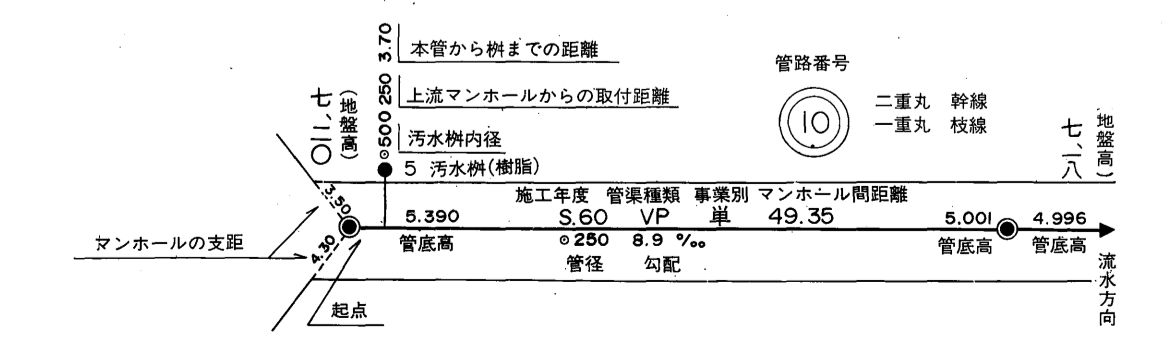 3.70
本管から桝までの距離
250
上流マンホールからの取付距離
⊙500
汚水桝内径
5 汚水桝(樹脂)
七、二一〇
(地盤高)
管路番号
10
二重丸 幹線
一重丸 枝線
七、一八
地盤高)
施工年度 管渠種類 事業別 マンホール間距離
3.50
5.390
S.60 VP 単 49.35
5.001
4.996
管底高
⊙250 8.9 ‰
管底高
管底高
管径 勾配
4.30
マンホールの支距
起点
流水方向